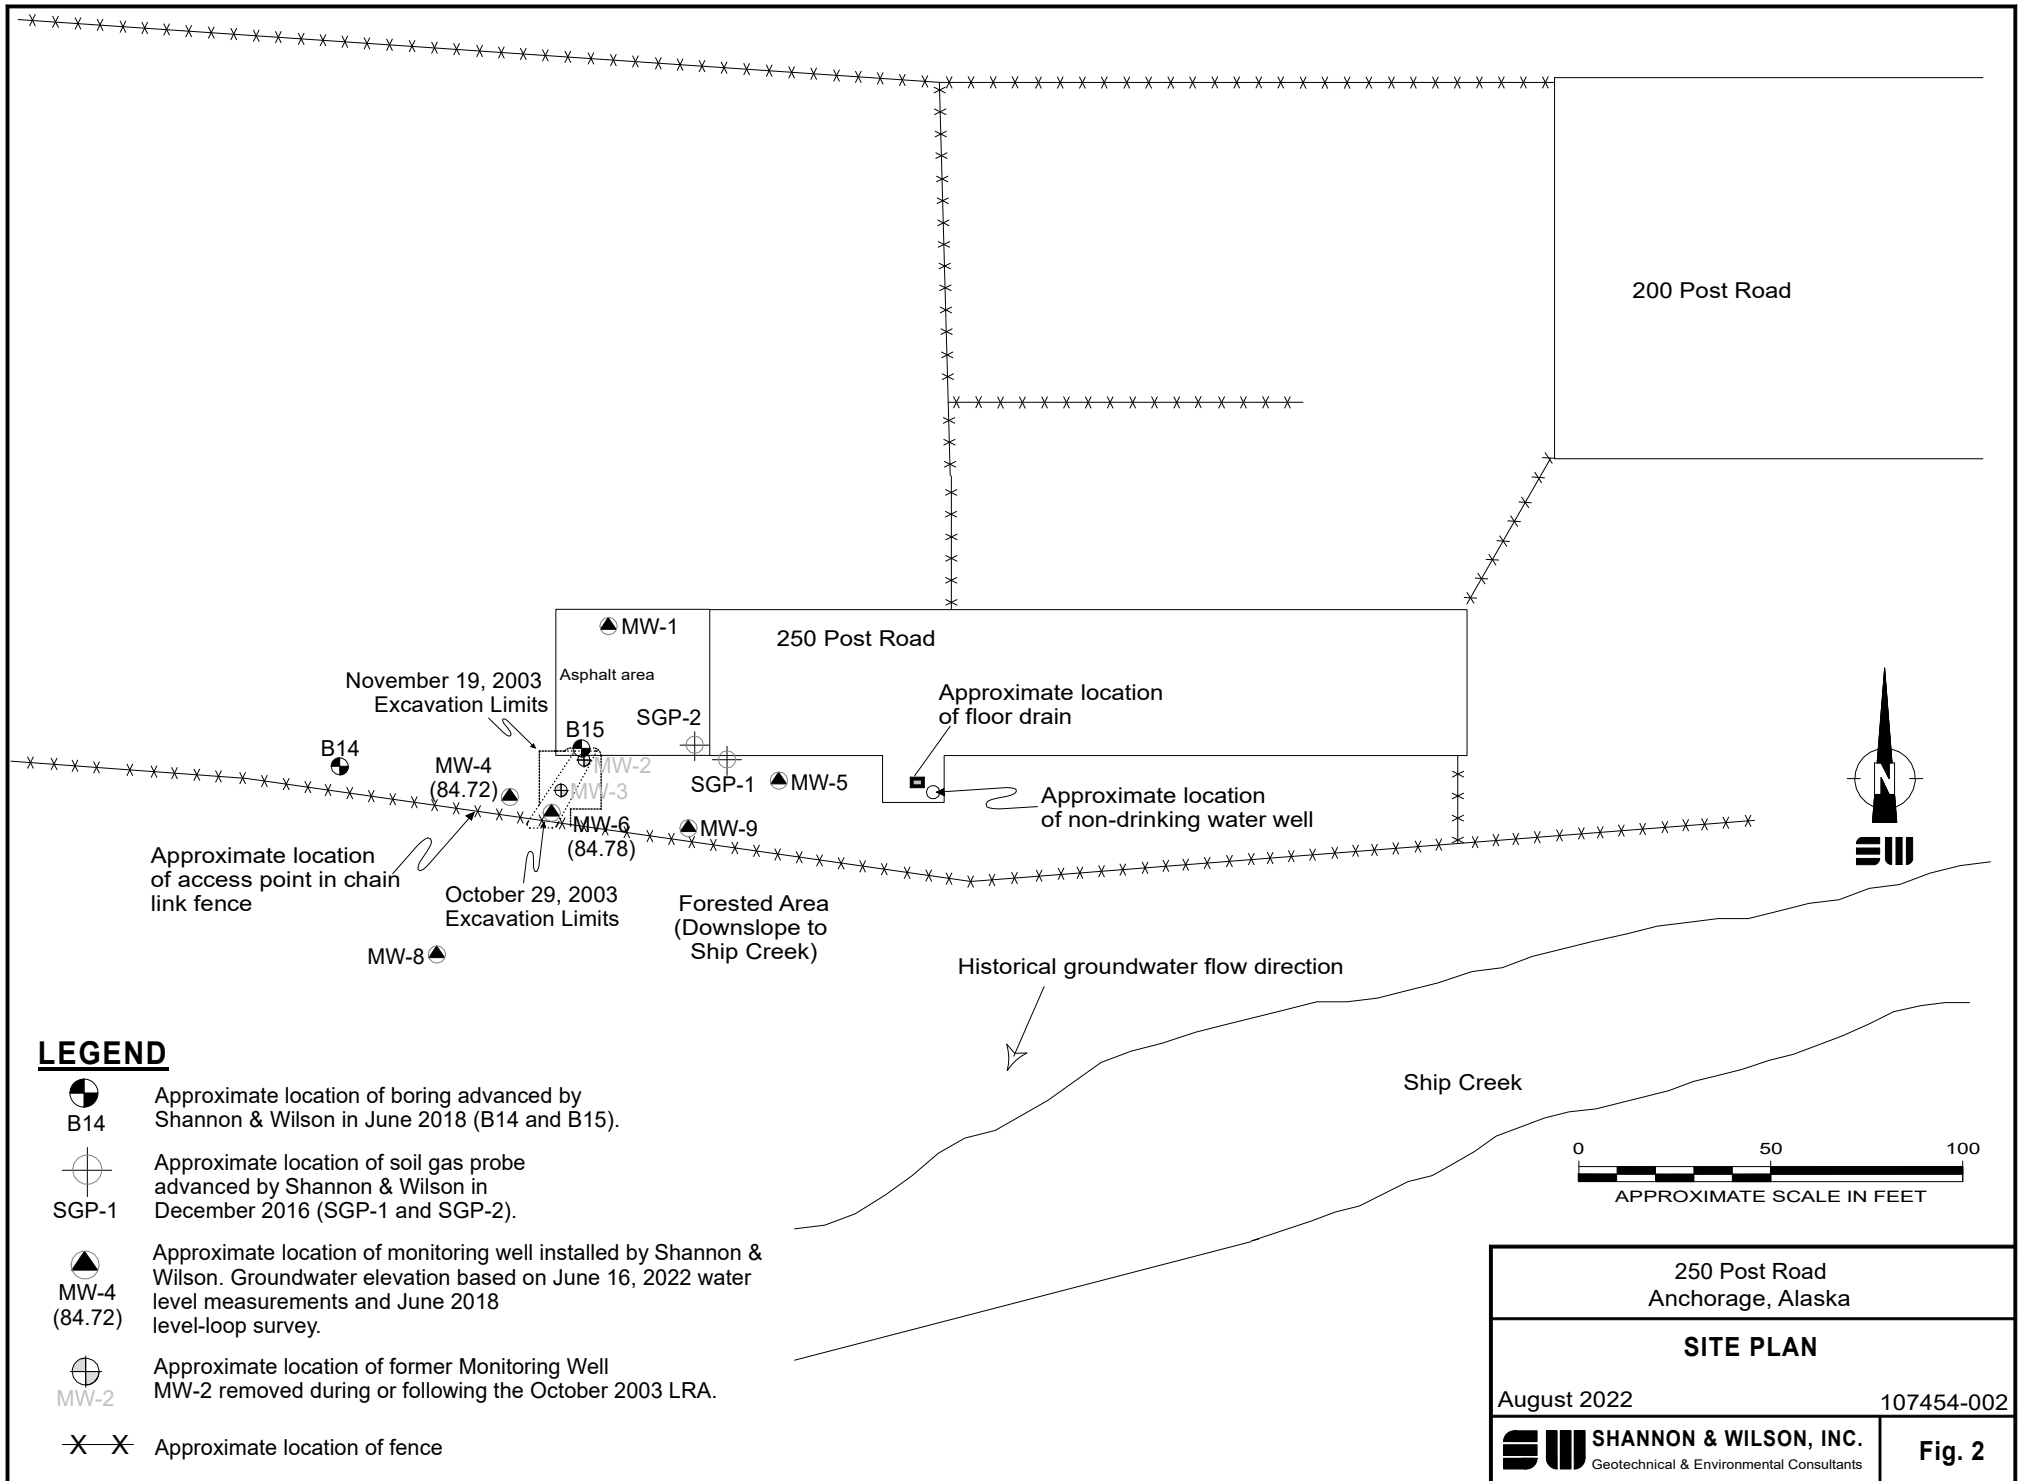 200 Post Road
MW-1
250 Post Road
Asphalt area
November 19, 2003
Excavation Limits
SGP-2
Approximate location
of floor drain
B15
B14
MW-2
MW-4
(84.72)
SGP-1
MW-5
MW-3
Approximate location
of non-drinking water well
MW-6
(84.78)
MW-9
Approximate location
of access point in chain
link fence
October 29, 2003
Excavation Limits
Forested Area
(Downslope to
Ship Creek)
MW-8
Historical groundwater flow direction
Ship Creek
N
SW
LEGEND
B14
Approximate location of boring advanced by
Shannon & Wilson in June 2018 (B14 and B15).
SGP-1
Approximate location of soil gas probe
advanced by Shannon & Wilson in
December 2016 (SGP-1 and SGP-2).
MW-4
(84.72)
Approximate location of monitoring well installed by Shannon &
Wilson. Groundwater elevation based on June 16, 2022 water
level measurements and June 2018
level-loop survey.
MW-2
Approximate location of former Monitoring Well
MW-2 removed during or following the October 2003 LRA.
X X
Approximate location of fence
0 50 100
APPROXIMATE SCALE IN FEET
250 Post Road
Anchorage, Alaska
SITE PLAN
August 2022 107454-002
SW SHANNON & WILSON, INC.
Geotechnical & Environmental Consultants
Fig. 2